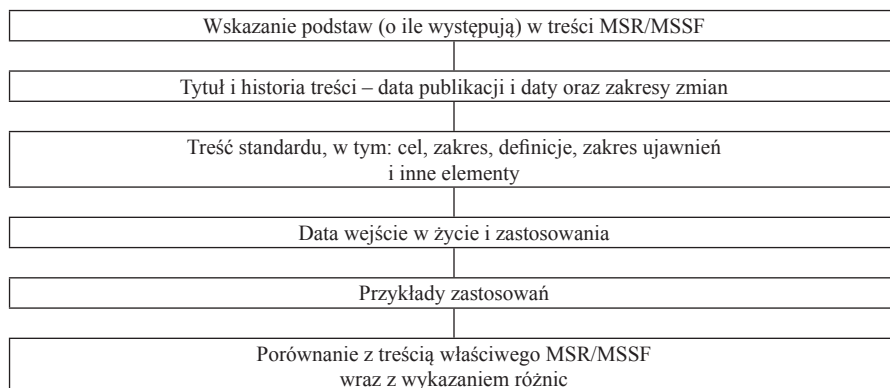 Wskazanie podstaw (o ile występują) w treści MSR/MSSF
Tytuł i historia treści – data publikacji i daty oraz zakresy zmian
Treść standardu, w tym: cel, zakres, definicje, zakres ujawnień
i inne elementy
Data wejście w życie i zastosowania
Przykłady zastosowań
Porównanie z treścią właściwego MSR/MSSF
wraz z wykazaniem różnic